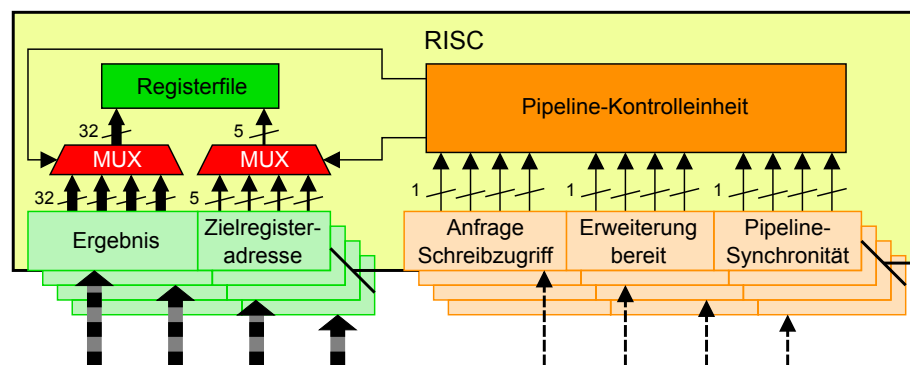 RISC
Registerfile
Pipeline-Kontrolleinheit
32
5
MUX
MUX
32
5
1
1
1
Ergebnis
Zielregister-
adresse
Anfrage
Schreibzugriff
Erweiterung
bereit
Pipeline-
Synchronität